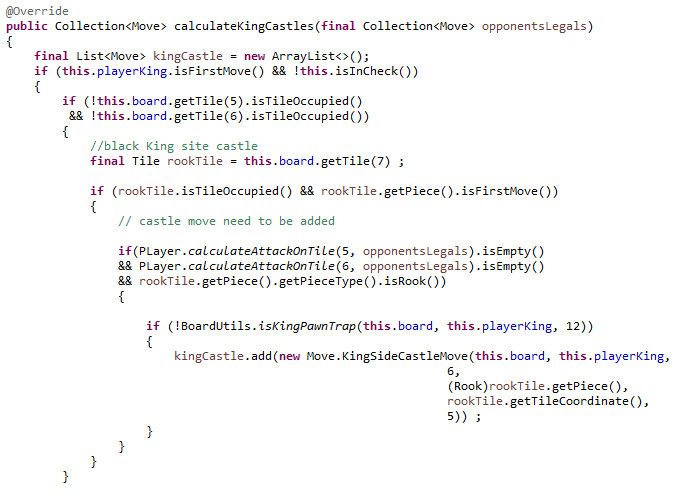 @Override
public Collection<Move> calculateKingCastles(final Collection<Move> opponentsLegals)
{
    final List<Move> kingCastle = new ArrayList<>();
    if (this.playerKing.isFirstMove() && !this.isInCheck())
    {
        if (!this.board.getTile(5).isTileOccupied()
         && !this.board.getTile(6).isTileOccupied())
        {
            //black King site castle
            final Tile rookTile = this.board.getTile(7) ;

            if (rookTile.isTileOccupied() && rookTile.getPiece().isFirstMove())
            {
                // castle move need to be added

                if(PLayer.calculateAttackOnTile(5, opponentsLegals).isEmpty()
                && PLayer.calculateAttackOnTile(6, opponentsLegals).isEmpty()
                && rookTile.getPiece().getPieceType().isRook())
                {

                    if (!BoardUtils.isKingPawnTrap(this.board, this.playerKing, 12))
                    {
                        kingCastle.add(new Move.KingSideCastleMove(this.board, this.playerKing,
                                                               6,
                                                               (Rook)rookTile.getPiece(),
                                                               rookTile.getTileCoordinate(),
                                                               5)) ;
                    }
                }
            }
        }